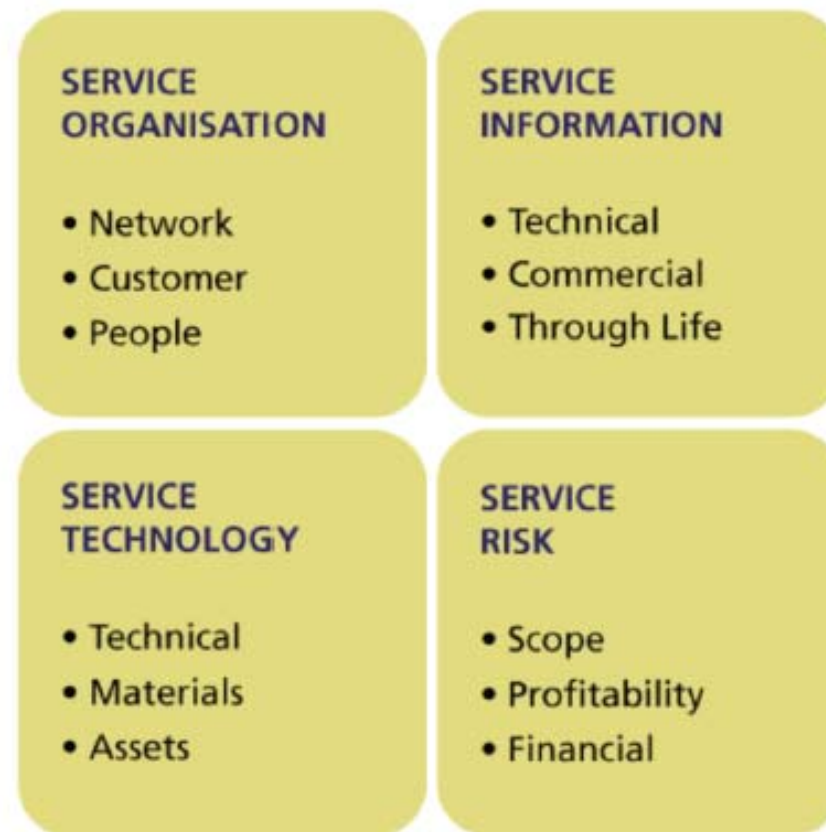 SERVICE
ORGANISATION
• Network
• Customer
• People
SERVICE
INFORMATION
• Technical
• Commercial
• Through Life
SERVICE
TECHNOLOGY
• Technical
• Materials
• Assets
SERVICE
RISK
• Scope
• Profitability
• Financial